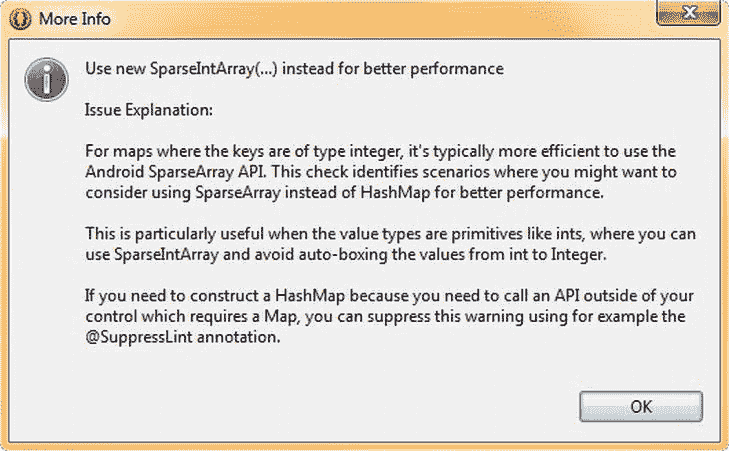 More Info
Use new SparseIntArray(...) instead for better performance
Issue Explanation:
For maps where the keys are of type integer, it's typically more efficient to use the
Android SparseArray API. This check identifies scenarios where you might want to
consider using SparseArray instead of HashMap for better performance.
This is particularly useful when the value types are primitives like ints, where you can
use SparseIntArray and avoid auto-boxing the values from int to Integer.
If you need to construct a HashMap because you need to call an API outside of your
control which requires a Map, you can suppress this warning using for example the
@SuppressLint annotation.
OK